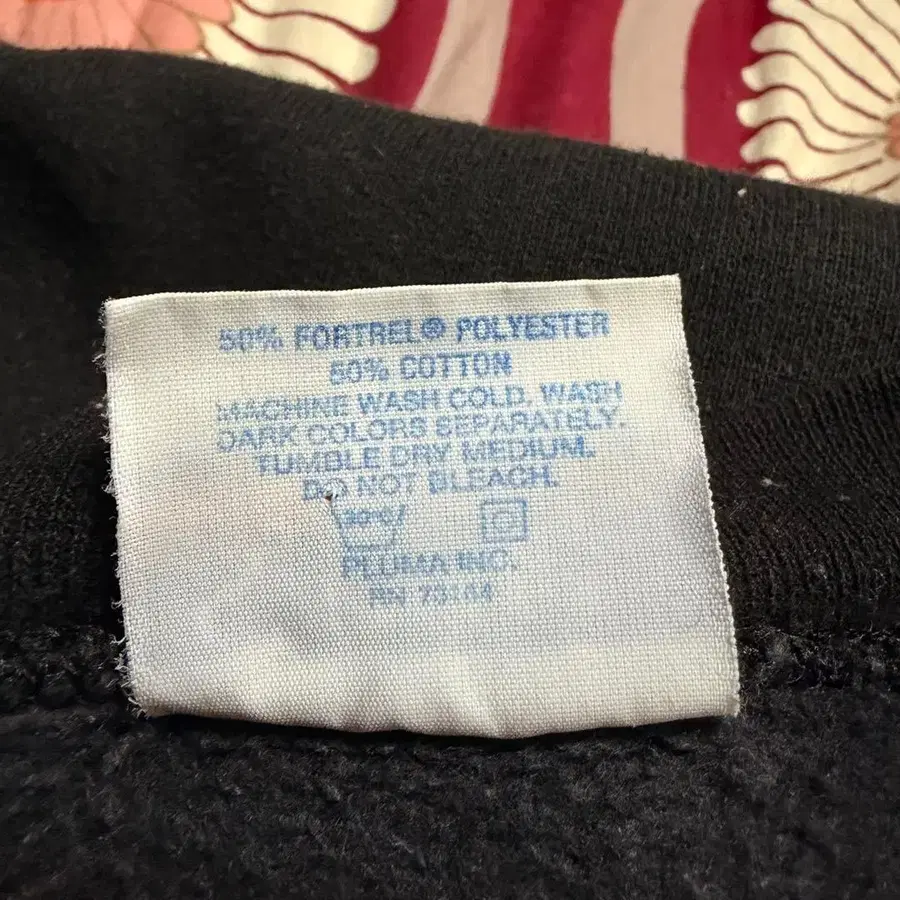 50% FORTREL® POLYESTER
50% COTTON
MACHINE WASH COLD. WASH
DARK COLORS SEPARATELY.
TUMBLE DRY MEDIUM.
DO NOT BLEACH.
PLUMA INC.
RN 73144